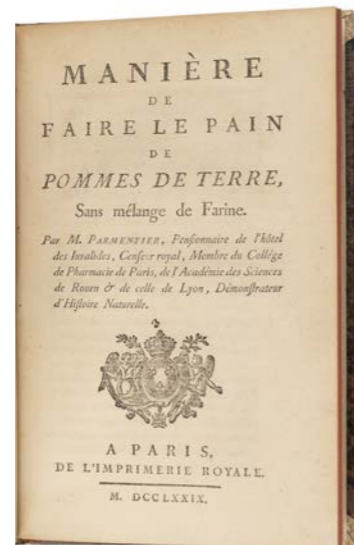 MANIÈRE
DE
FAIRE LE PAIN
DE
POMMES DE TERRE,
Sans mélange de Farine.
Par M. PARMENTIER, Penſionnaire de l'hôtel
des Invalides, Cenſeur royal, Membre du Collége
de Pharmacie de Paris, de l'Académie des Sciences
de Rouen & de celle de Lyon, Démonſtrateur
d'Hiſtoire Naturelle.
A PARIS,
DE L'IMPRIMERIE ROYALE.
M. DCCLXXIX.